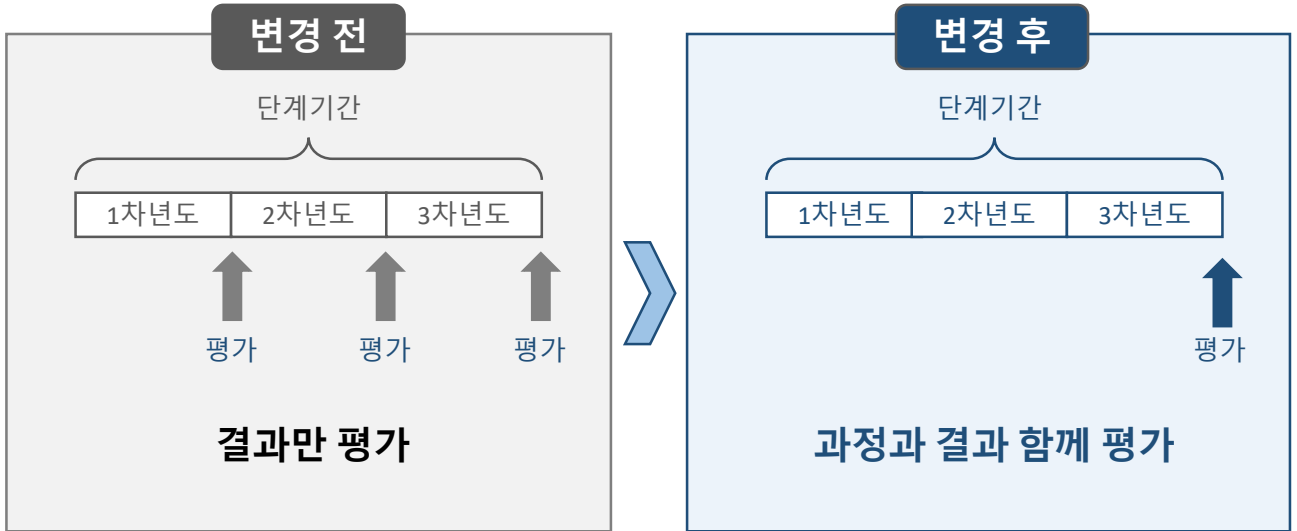 변경 전
단계기간
1차년도 2차년도 3차년도
평가 평가 평가
결과만 평가
변경 후
단계기간
1차년도 2차년도 3차년도
평가
과정과 결과 함께 평가